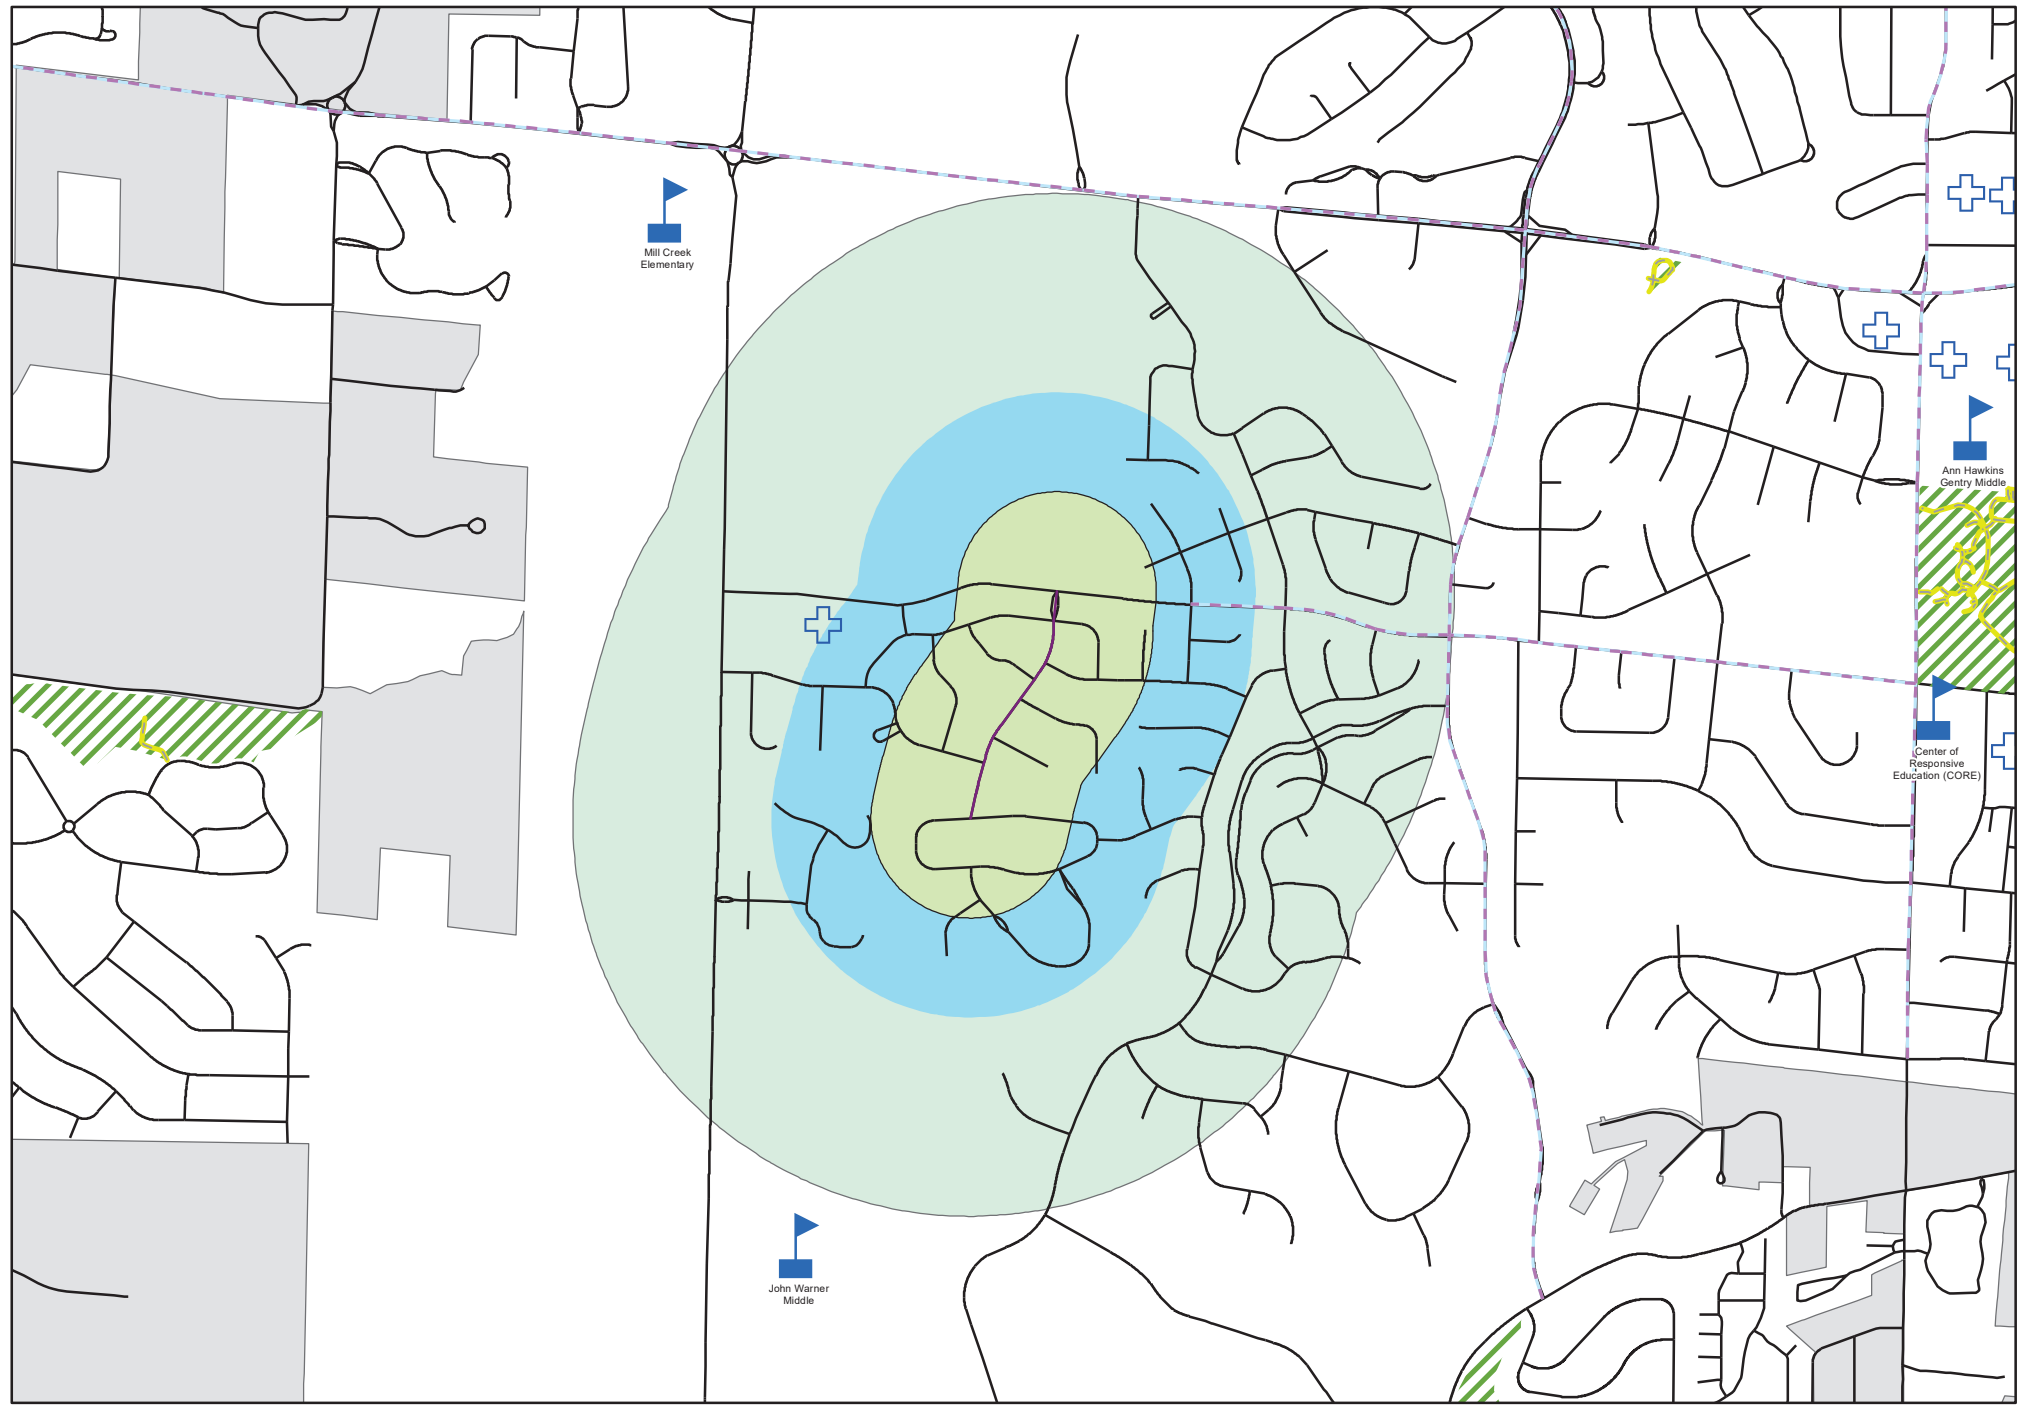 Mill Creek
Elementary
Ann Hawkins
Gentry Middle
Center of
Responsive
Education (CORE)
John Warner
Middle